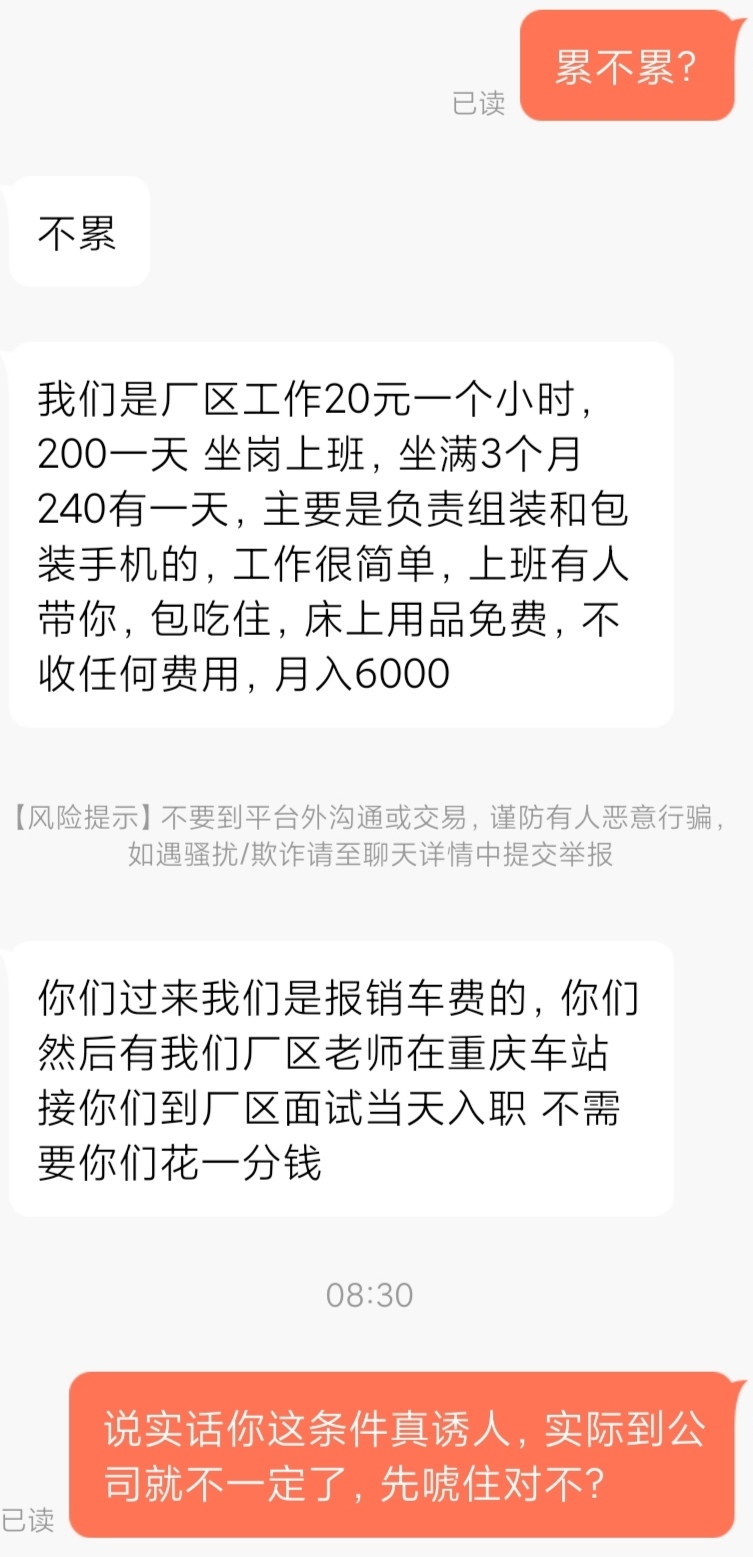 累不累?
已读
不累
我们是厂区工作20元一个小时,
200一天 坐岗上班, 坐满3个月
240有一天, 主要是负责组装和包
装手机的, 工作很简单, 上班有人
带你, 包吃住, 床上用品免费, 不
收任何费用, 月入6000
【风险提示】不要到平台外沟通或交易, 谨防有人恶意行骗,
如遇骚扰/欺诈请至聊天详情中提交举报
你们过来我们是报销车费的, 你们
然后有我们厂区老师在重庆车站
接你们到厂区面试当天入职 不需
要你们花一分钱
08:30
说实话你这条件真诱人, 实际到公
司就不一定了, 先唬住对不?
已读